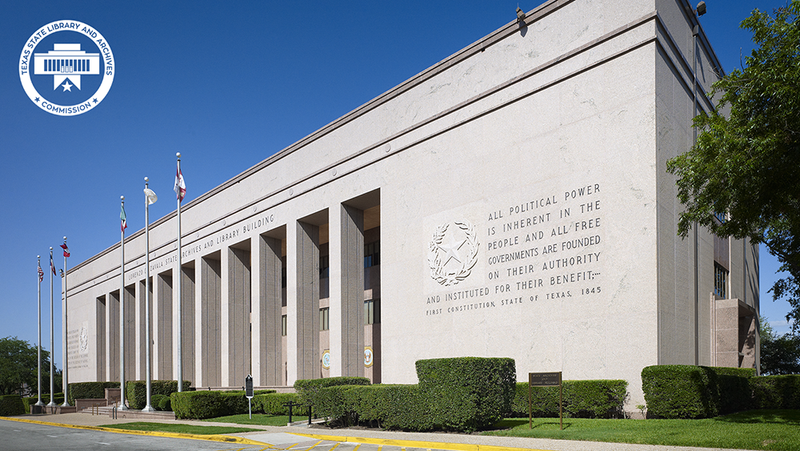 TEXAS STATE LIBRARY AND ARCHIVES
COMMISSION
LORENZO DE ZAVALA STATE ARCHIVES AND LIBRARY BUILDING
ALL POLITICAL POWER
IS INHERENT IN THE
PEOPLE AND ALL FREE
GOVERNMENTS ARE FOUNDED
ON THEIR AUTHORITY
AND INSTITUTED FOR THEIR BENEFIT;--
FIRST CONSTITUTION, STATE OF TEXAS, 1845